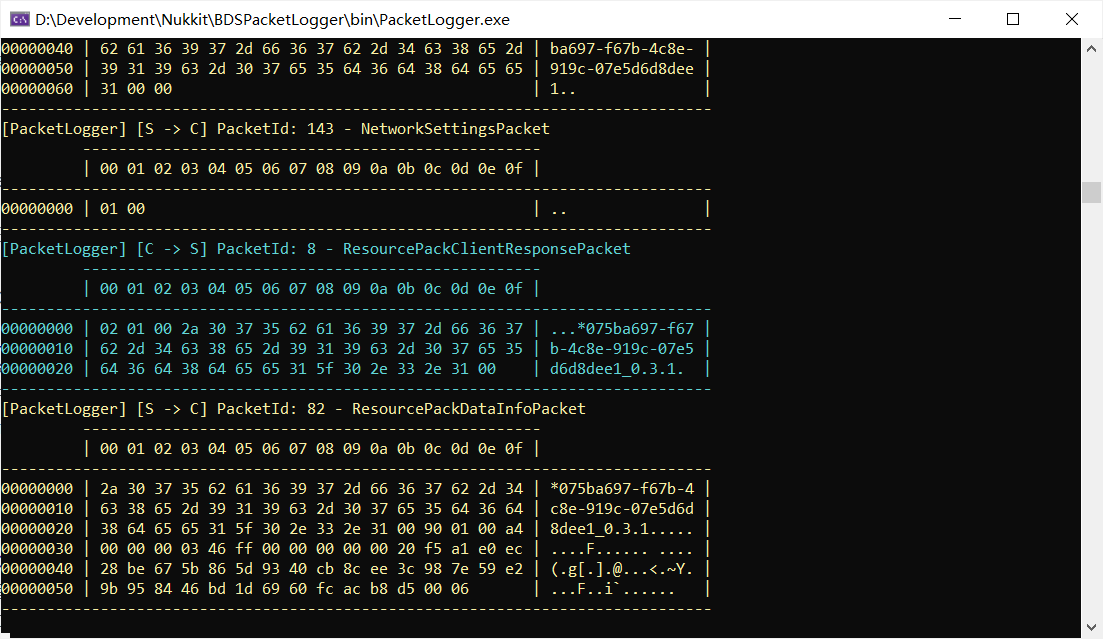 D:\Development\Nukkit\BDSPacketLogger\bin\PacketLogger.exe
00000040 | 62 61 36 39 37 2d 66 36 37 62 2d 34 63 38 65 2d | ba697-f67b-4c8e- |
00000050 | 39 31 39 63 2d 30 37 65 35 64 36 64 38 64 65 65 | 919c-07e5d6d8dee |
00000060 | 31 00 00                                        | 1..              |
-------------------------------------------------------------------------------
[PacketLogger] [S -> C] PacketId: 143 - NetworkSettingsPacket
         ---------------------------------------------------
         | 00 01 02 03 04 05 06 07 08 09 0a 0b 0c 0d 0e 0f |
-------------------------------------------------------------------------------
00000000 | 01 00                                           | ..               |
-------------------------------------------------------------------------------
[PacketLogger] [C -> S] PacketId: 8 - ResourcePackClientResponsePacket
         ---------------------------------------------------
         | 00 01 02 03 04 05 06 07 08 09 0a 0b 0c 0d 0e 0f |
-------------------------------------------------------------------------------
00000000 | 02 01 00 2a 30 37 35 62 61 36 39 37 2d 66 36 37 | ...*075ba697-f67 |
00000010 | 62 2d 34 63 38 65 2d 39 31 39 63 2d 30 37 65 35 | b-4c8e-919c-07e5 |
00000020 | 64 36 64 38 64 65 65 31 5f 30 2e 33 2e 31 00    | d6d8dee1_0.3.1.  |
-------------------------------------------------------------------------------
[PacketLogger] [S -> C] PacketId: 82 - ResourcePackDataInfoPacket
         ---------------------------------------------------
         | 00 01 02 03 04 05 06 07 08 09 0a 0b 0c 0d 0e 0f |
-------------------------------------------------------------------------------
00000000 | 2a 30 37 35 62 61 36 39 37 2d 66 36 37 62 2d 34 | *075ba697-f67b-4 |
00000010 | 63 38 65 2d 39 31 39 63 2d 30 37 65 35 64 36 64 | c8e-919c-07e5d6d |
00000020 | 38 64 65 65 31 5f 30 2e 33 2e 31 00 90 01 00 a4 | 8dee1_0.3.1..... |
00000030 | 00 00 00 03 46 ff 00 00 00 00 00 20 f5 a1 e0 ec | ....F...... .... |
00000040 | 28 be 67 5b 86 5d 93 40 cb 8c ee 3c 98 7e 59 e2 | (.g[.].@...<.~Y. |
00000050 | 9b 95 84 46 bd 1d 69 60 fc ac b8 d5 00 06       | ...F..i`......   |
-------------------------------------------------------------------------------